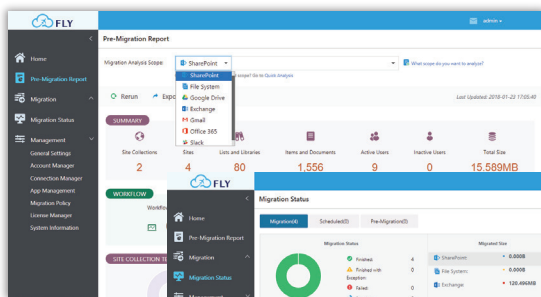 FLY
admin
Home
Pre-Migration Report
Migration
Migration Status
Management
General Settings
Account Manager
Connection Manager
App Management
Migration Policy
License Manager
System Information
Pre-Migration Report
Migration Analysis Scope:
SharePoint
What scope do you want to analyze?
SharePoint
File System
Google Drive
Exchange
Gmail
Office 365
Slack
scope? Go to Quick Analysis
Rerun
Last Updated: 2018-01-22 17:05:40
SUMMARY
Site Collections
Sites
Lists and Libraries
Items and Documents
Active Users
Inactive Users
Total Size
2
4
80
1,556
9
0
15.589MB
WORKFLOW
SITE COLLECTION
FLY
Home
Pre-Migration Report
Migration
Migration Status
Management
Migration Status
Migration(4)
Scheduled(0)
Pre-Migration(0)
Migration Status
Finished
4
Finished with
Exception:
0
Failed:
0
Migrated Size
SharePoint:
0.000B
File System:
0.000B
Exchange:
120.496MB